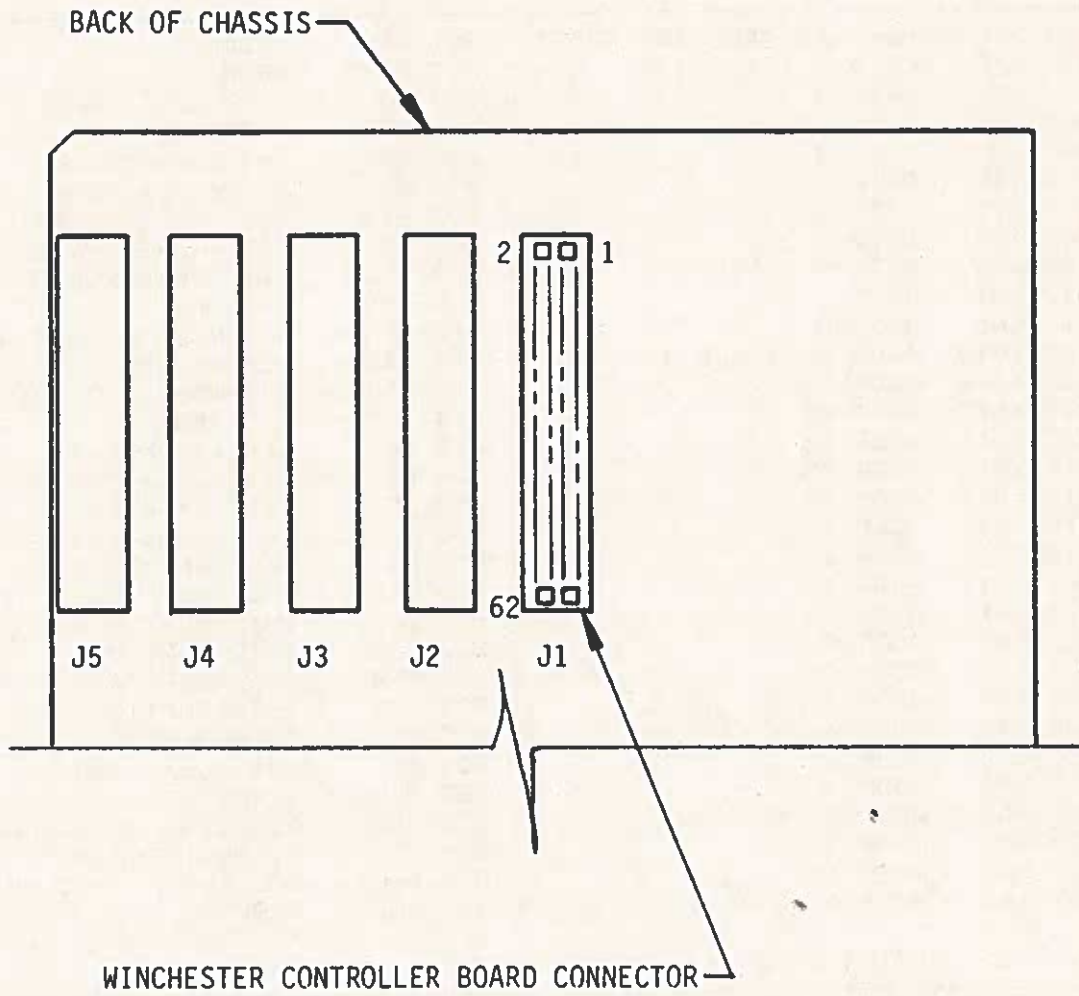 BACK OF CHASSIS
2 1
62
J5 J4 J3 J2 J1
WINCHESTER CONTROLLER BOARD CONNECTOR